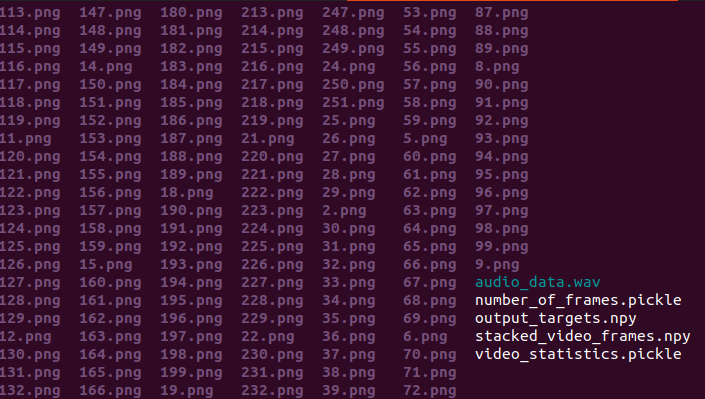 113.png 147.png 180.png 213.png 247.png 53.png 87.png
114.png 148.png 181.png 214.png 248.png 54.png 88.png
115.png 149.png 182.png 215.png 249.png 55.png 89.png
116.png 14.png 183.png 216.png 24.png 56.png 8.png
117.png 150.png 184.png 217.png 250.png 57.png 90.png
118.png 151.png 185.png 218.png 251.png 58.png 91.png
119.png 152.png 186.png 219.png 25.png 59.png 92.png
11.png 153.png 187.png 21.png 26.png 5.png 93.png
120.png 154.png 188.png 220.png 27.png 60.png 94.png
121.png 155.png 189.png 221.png 28.png 61.png 95.png
122.png 156.png 18.png 222.png 29.png 62.png 96.png
123.png 157.png 190.png 223.png 2.png 63.png 97.png
124.png 158.png 191.png 224.png 30.png 64.png 98.png
125.png 159.png 192.png 225.png 31.png 65.png 99.png
126.png 15.png 193.png 226.png 32.png 66.png 9.png
127.png 160.png 194.png 227.png 33.png 67.png audio_data.wav
128.png 161.png 195.png 228.png 34.png 68.png number_of_frames.pickle
129.png 162.png 196.png 229.png 35.png 69.png output_targets.npy
12.png 163.png 197.png 22.png 36.png 6.png stacked_video_frames.npy
130.png 164.png 198.png 230.png 37.png 70.png video_statistics.pickle
131.png 165.png 199.png 231.png 38.png 71.png
132.png 166.png 19.png 232.png 39.png 72.png